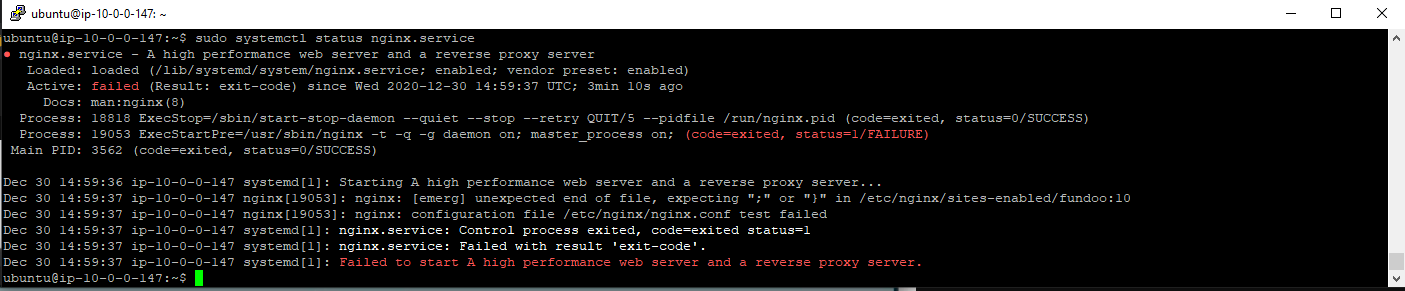 ubuntu@ip-10-0-0-147: ~
ubuntu@ip-10-0-0-147:~$ sudo systemctl status nginx.service
● nginx.service - A high performance web server and a reverse proxy server
Loaded: loaded (/lib/systemd/system/nginx.service; enabled; vendor preset: enabled)
Active: failed (Result: exit-code) since Wed 2020-12-30 14:59:37 UTC; 3min 10s ago
Docs: man:nginx(8)
Process: 18818 ExecStop=/sbin/start-stop-daemon --quiet --stop --retry QUIT/5 --pidfile /run/nginx.pid (code=exited, status=0/SUCCESS)
Process: 19053 ExecStartPre=/usr/sbin/nginx -t -q -g daemon on; master_process on; (code=exited, status=1/FAILURE)
Main PID: 3562 (code=exited, status=0/SUCCESS)
Dec 30 14:59:36 ip-10-0-0-147 systemd[1]: Starting A high performance web server and a reverse proxy server...
Dec 30 14:59:37 ip-10-0-0-147 nginx[19053]: nginx: [emerg] unexpected end of file, expecting ";" or "}" in /etc/nginx/sites-enabled/fundoo:10
Dec 30 14:59:37 ip-10-0-0-147 nginx[19053]: nginx: configuration file /etc/nginx/nginx.conf test failed
Dec 30 14:59:37 ip-10-0-0-147 systemd[1]: nginx.service: Control process exited, code=exited status=1
Dec 30 14:59:37 ip-10-0-0-147 systemd[1]: nginx.service: Failed with result 'exit-code'.
Dec 30 14:59:37 ip-10-0-0-147 systemd[1]: Failed to start A high performance web server and a reverse proxy server.
ubuntu@ip-10-0-0-147:~$